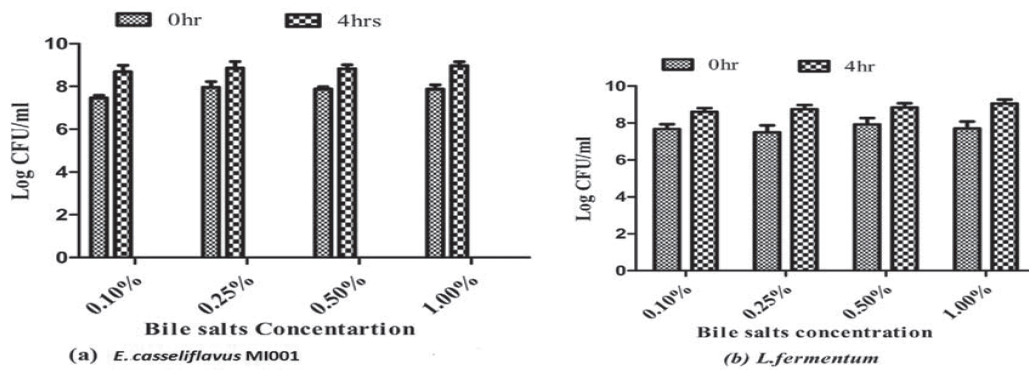 0hr 4hrs
10
8
6
4
2
0
Log CFU/ml
0.10% 0.25% 0.50% 1.00%
Bile salts Concentartion
(a) E. casseliflavus MI001
0hr 4hr
10
8
6
4
2
0
Log CFU/ml
0.10% 0.25% 0.50% 1.00%
Bile salts concentration
(b) L.fermentum